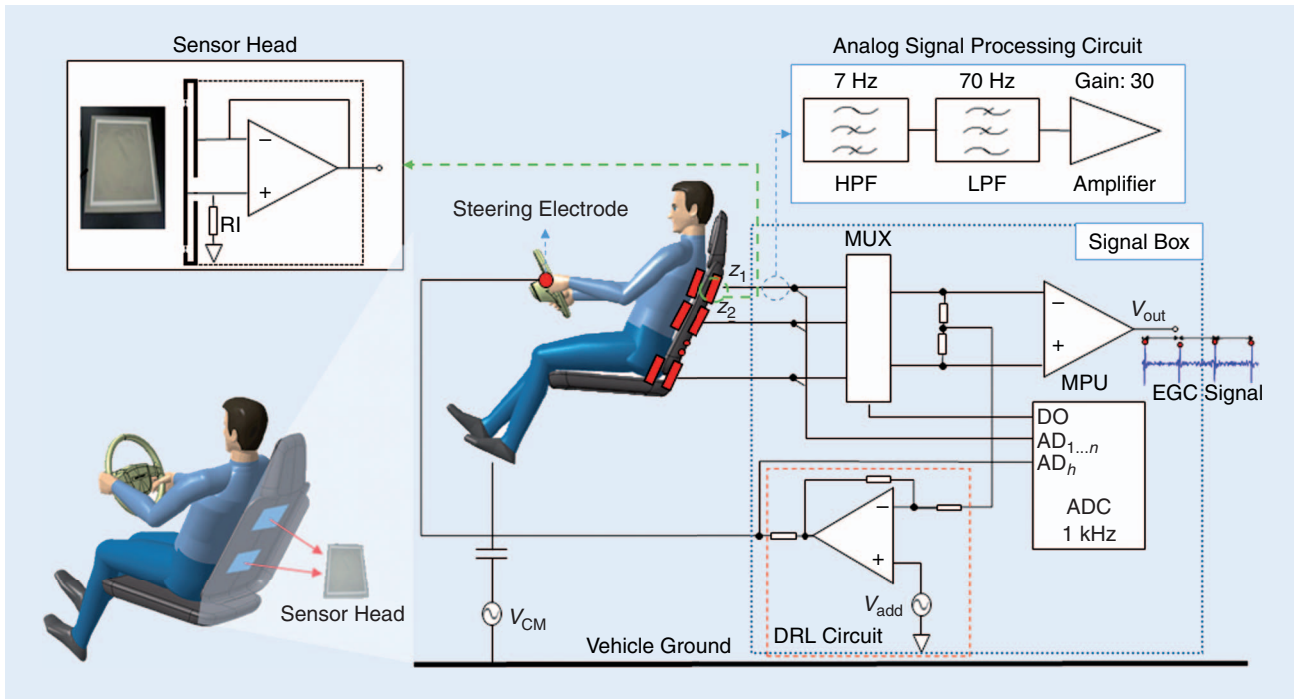 Sensor Head
−
+
RI
Analog Signal Processing Circuit
7 Hz
70 Hz
Gain: 30
HPF
LPF
Amplifier
Steering Electrode
z1
z2
MUX
Signal Box
−
+
Vout
MPU
EGC Signal
DO
AD1...n
ADh
ADC
1 kHz
−
+
Vadd
DRL Circuit
VCM
Vehicle Ground
Sensor Head